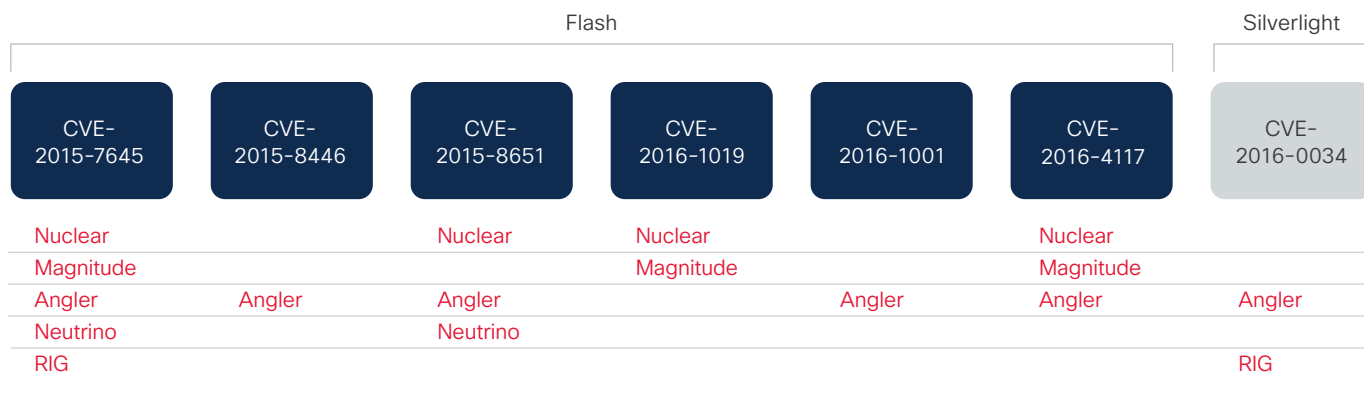 Flash Silverlight
CVE-2015-7645 CVE-2015-8446 CVE-2015-8651 CVE-2016-1019 CVE-2016-1001 CVE-2016-4117 CVE-2016-0034
Nuclear Nuclear Nuclear Nuclear
Magnitude Magnitude Magnitude
Angler Angler Angler Angler Angler Angler
Neutrino Neutrino
RIG RIG